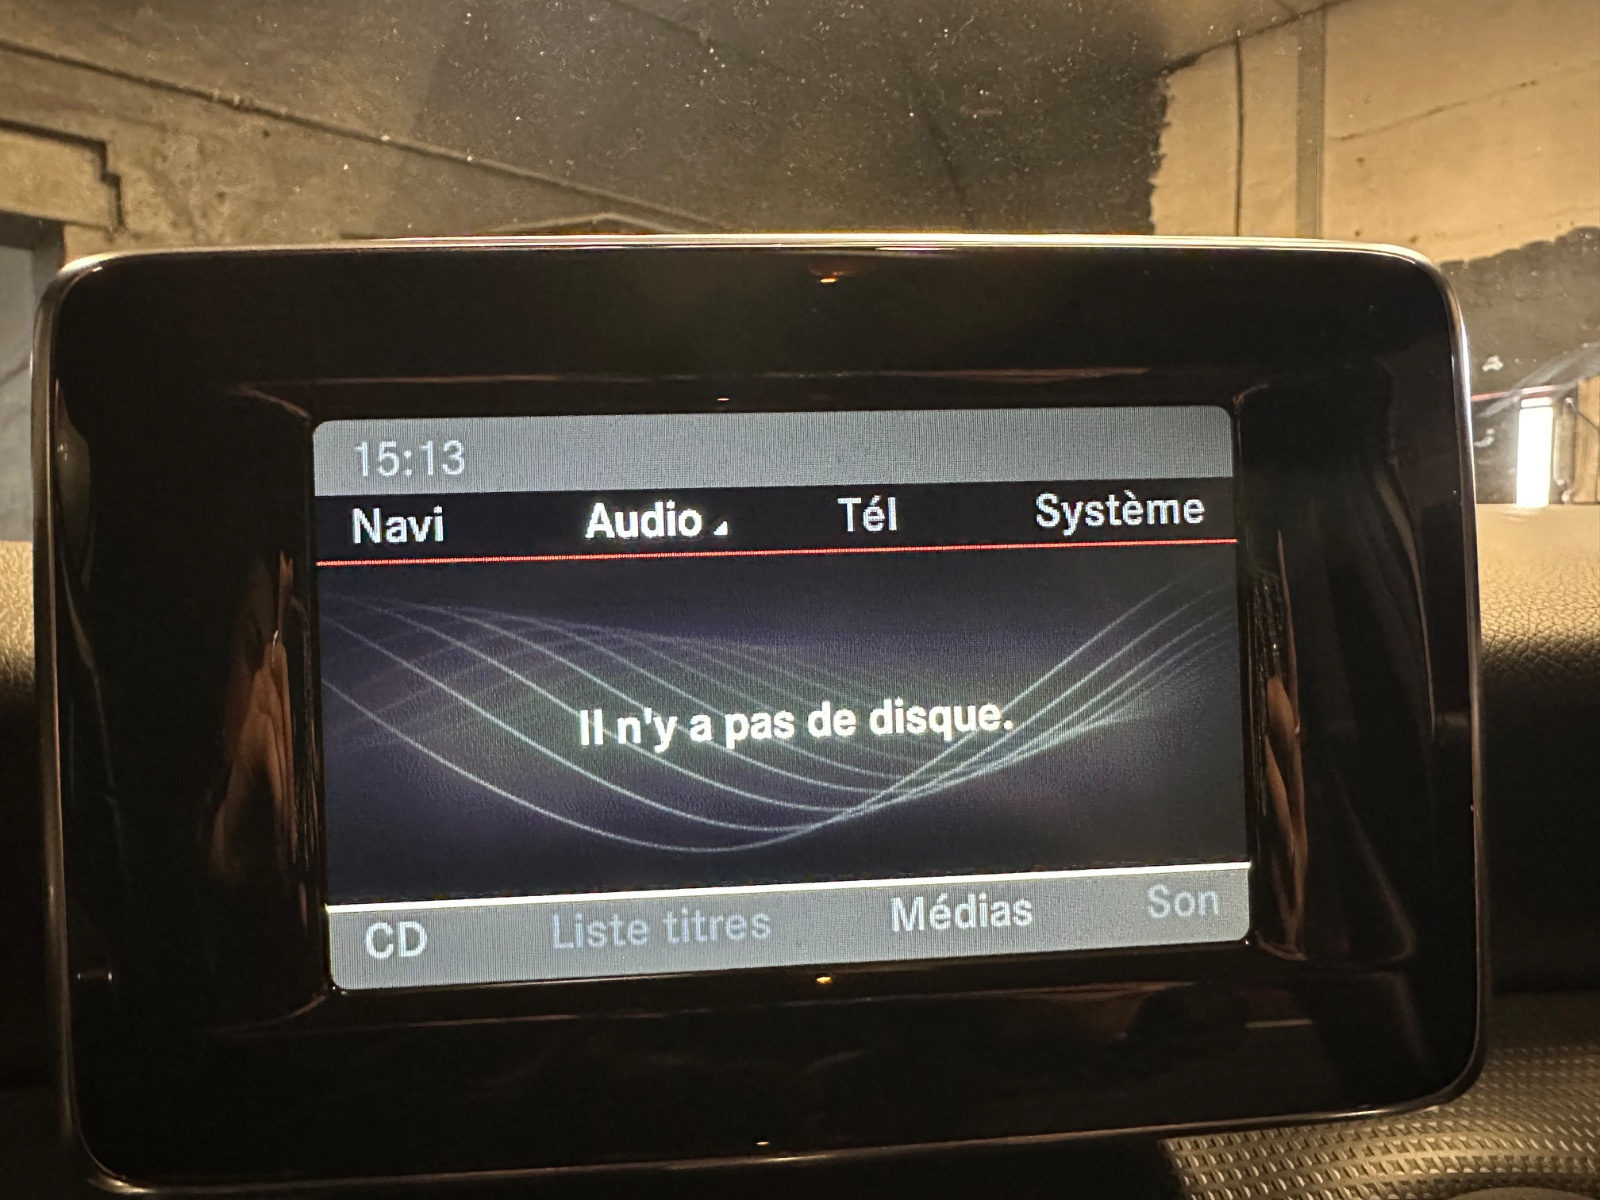 15:13
Navi Audio Tél Système
Il n'y a pas de disque.
CD Liste titres Médias Son